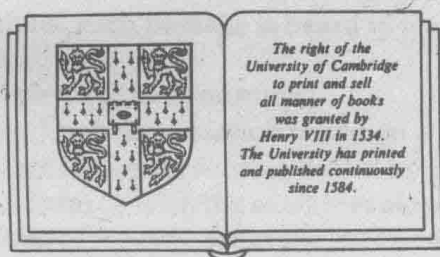 The right of the
University of Cambridge
to print and sell
all manner of books
was granted by
Henry VIII in 1534.
The University has printed
and published continuously
since 1584.